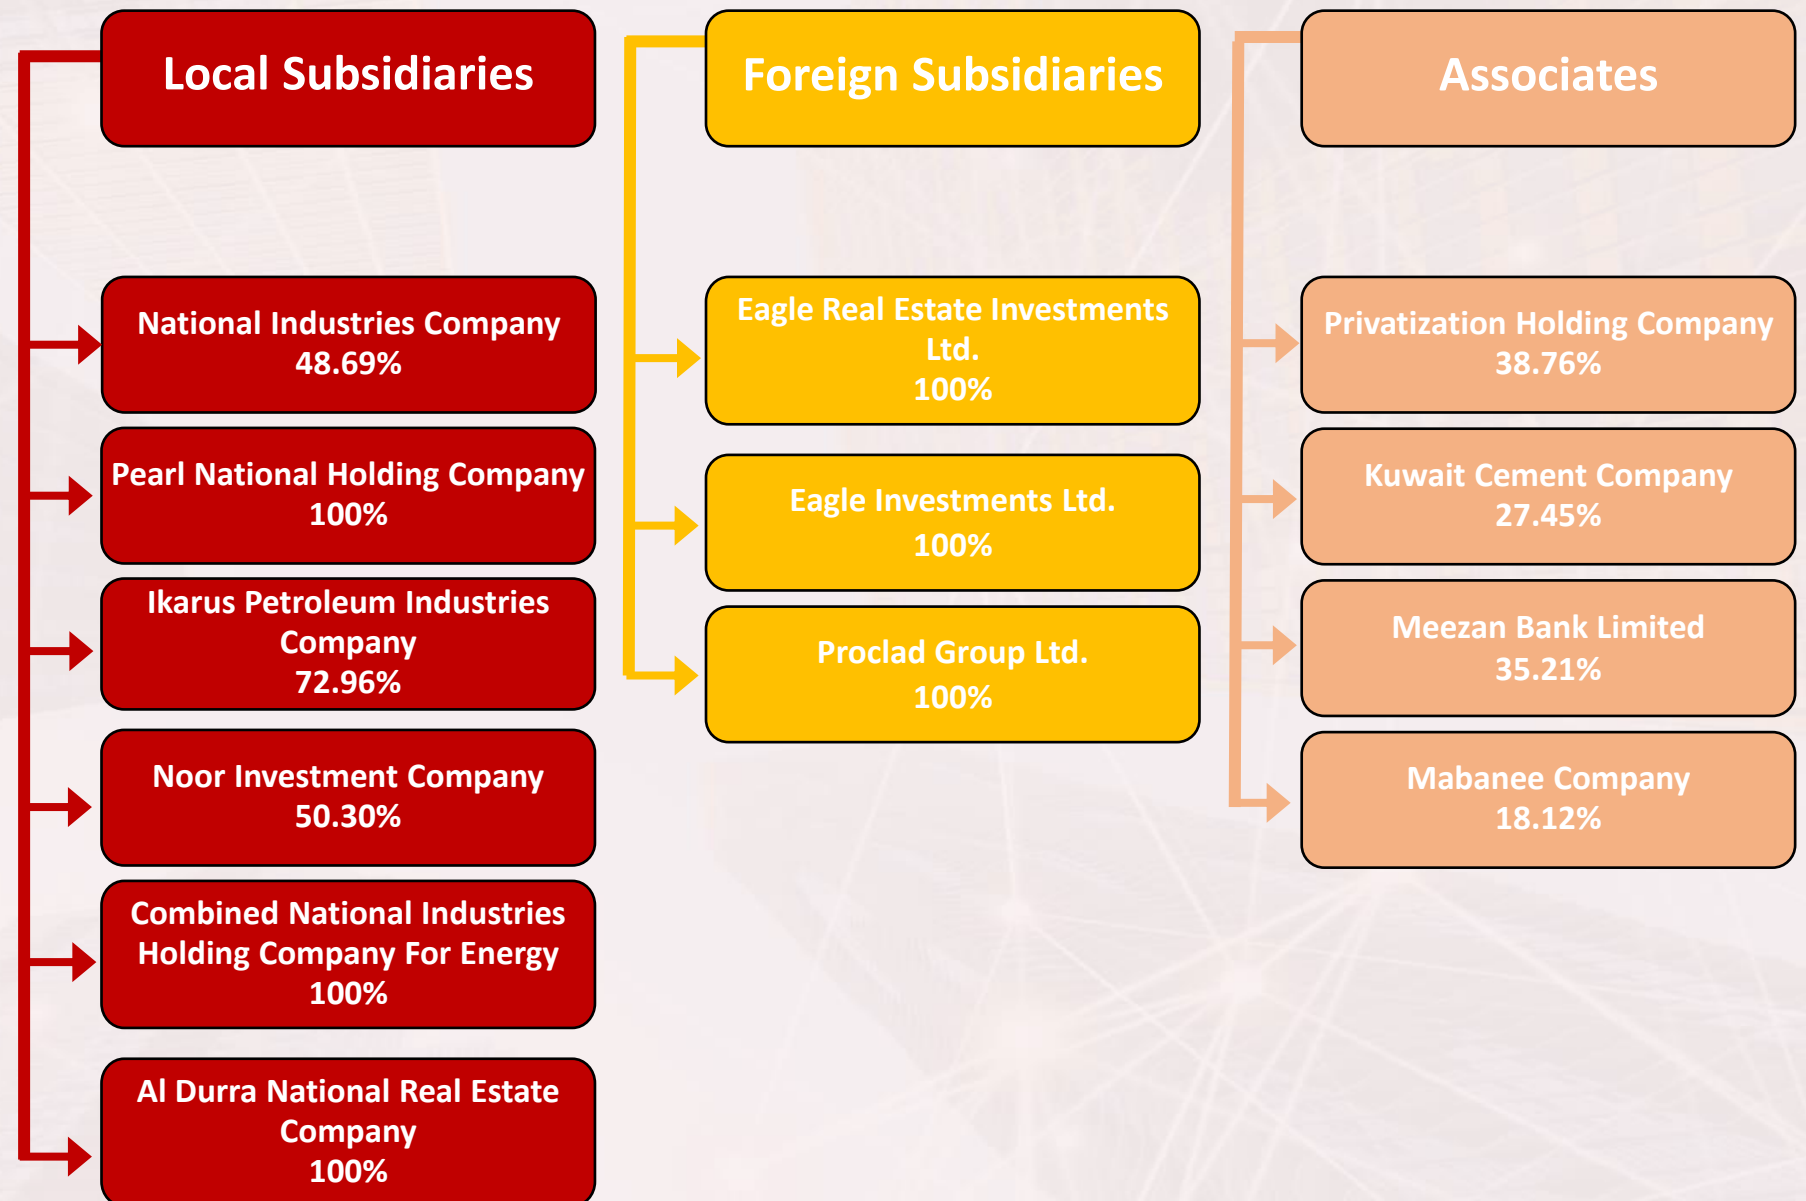 Local Subsidiaries
National Industries Company
48.69%
Pearl National Holding Company
100%
Ikarus Petroleum Industries
Company
72.96%
Noor Investment Company
50.30%
Combined National Industries
Holding Company For Energy
100%
Al Durra National Real Estate
Company
100%
Foreign Subsidiaries
Eagle Real Estate Investments
Ltd.
100%
Eagle Investments Ltd.
100%
Proclad Group Ltd.
100%
Associates
Privatization Holding Company
38.76%
Kuwait Cement Company
27.45%
Meezan Bank Limited
35.21%
Mabanee Company
18.12%